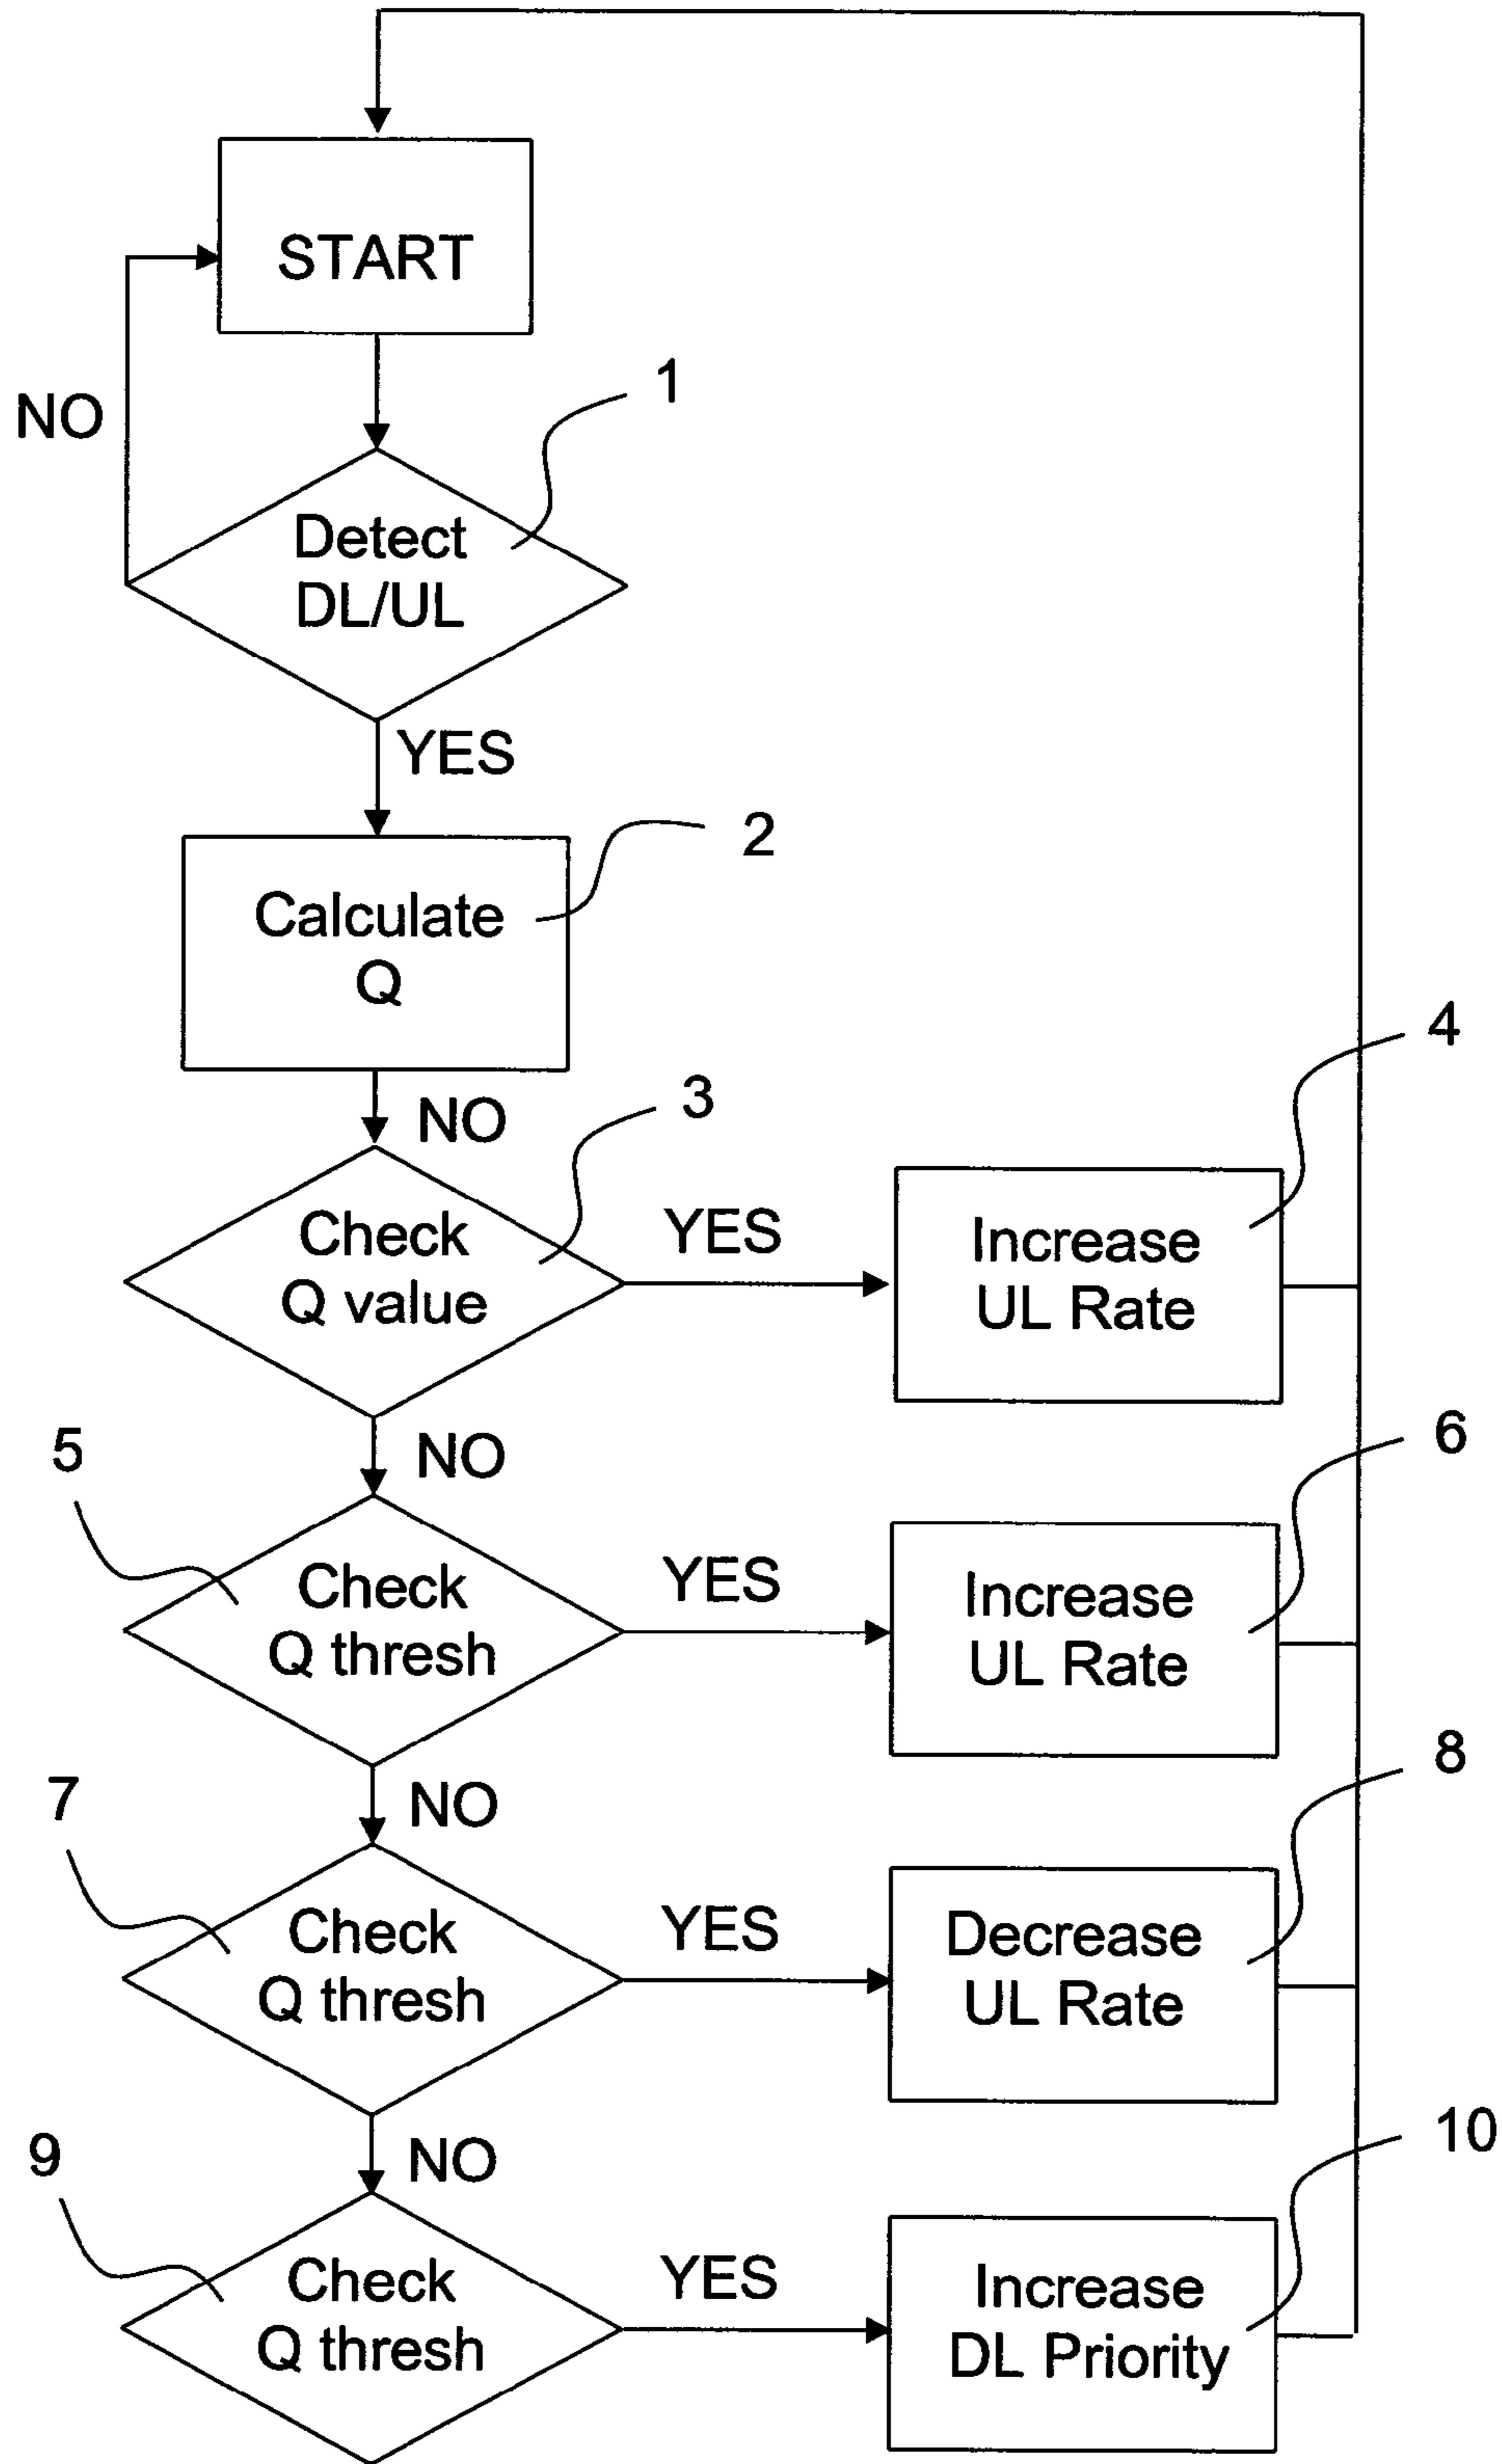 START
NO
1
Detect
DL/UL
YES
2
Calculate
Q
NO
3
4
Check
Q value
YES
Increase
UL Rate
NO
5
6
Check
Q thresh
YES
Increase
UL Rate
NO
7
8
Check
Q thresh
YES
Decrease
UL Rate
NO
9
10
Check
Q thresh
YES
Increase
DL Priority